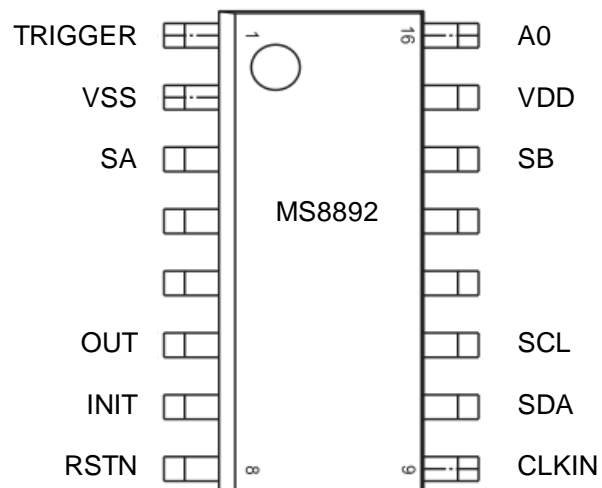 TRIGGER 1 16 A0
VSS VDD
SA SB
MS8892
OUT SCL
INIT SDA
RSTN 8 9 CLKIN